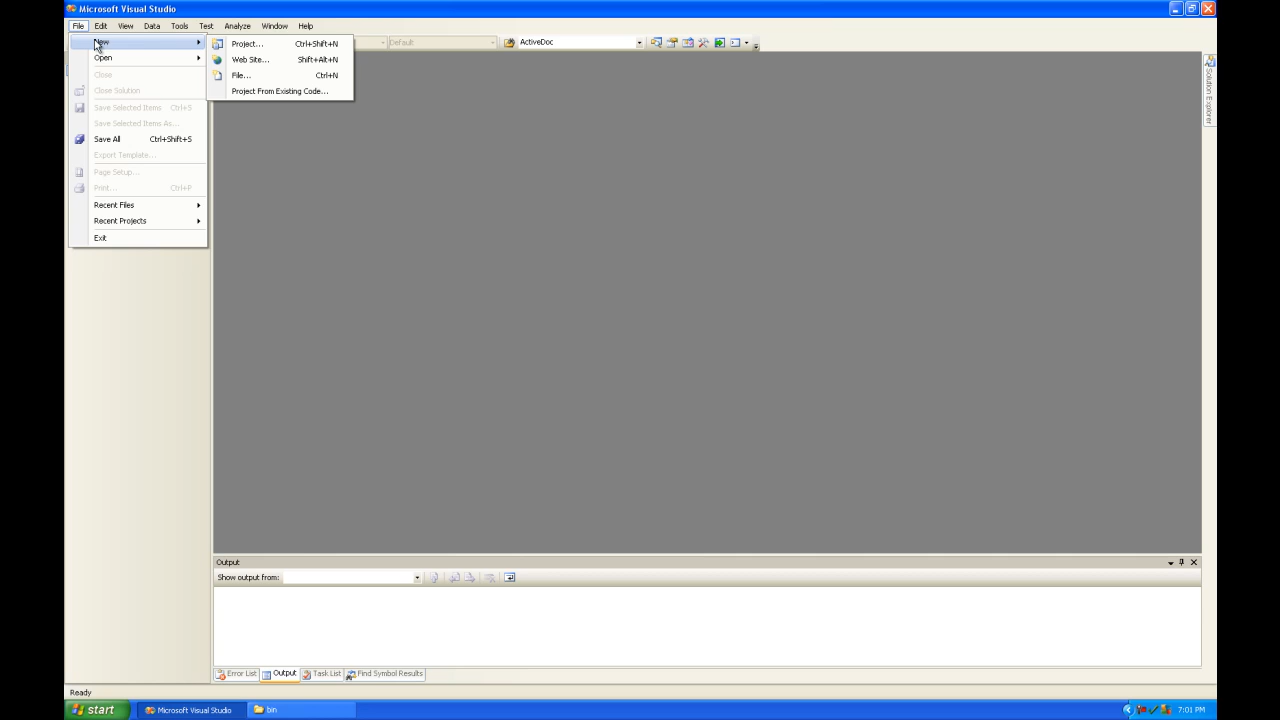 Microsoft Visual Studio
File Edit View Data Tools Test Analyze Window Help
New
Open
Close
Close Solution
Save Selected Items Ctrl+S
Save Selected Items As...
Save All Ctrl+Shift+S
Export Template...
Page Setup...
Print... Ctrl+P
Recent Files
Recent Projects
Exit
Project... Ctrl+Shift+N
Web Site... Shift+Alt+N
File... Ctrl+N
Project From Existing Code...
Default
ActiveDoc
Solution Explorer
Output
Show output from:
Error List Output Task List Find Symbol Results
Ready
start Microsoft Visual Studio bin 7:01 PM